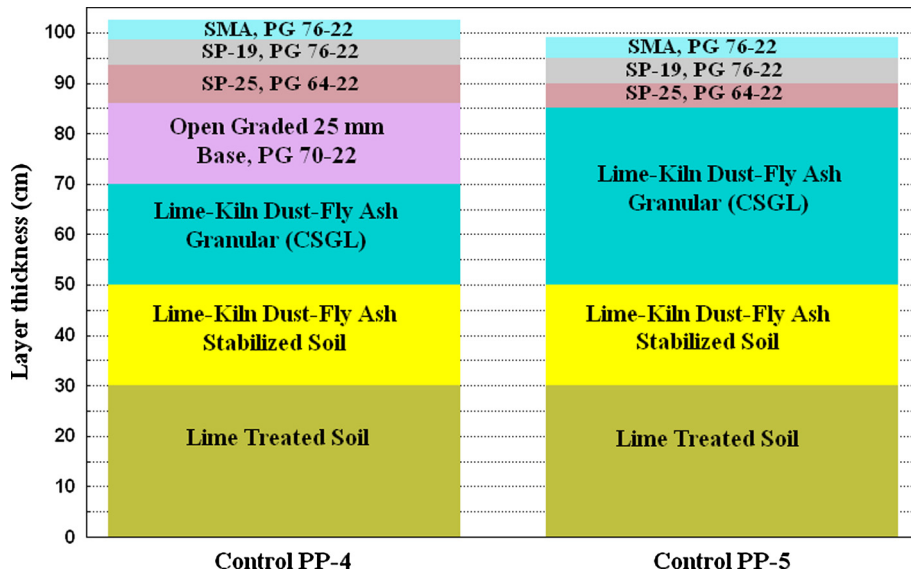 Layer thickness (cm)
100
90
80
70
60
50
40
30
20
10
0
SMA, PG 76-22
SP-19, PG 76-22
SP-25, PG 64-22
Open Graded 25 mm
Base, PG 70-22
Lime-Kiln Dust-Fly Ash
Granular (CSGL)
Lime-Kiln Dust-Fly Ash
Stabilized Soil
Lime Treated Soil
Control PP-4
SMA, PG 76-22
SP-19, PG 76-22
SP-25, PG 64-22
Lime-Kiln Dust-Fly Ash
Granular (CSGL)
Lime-Kiln Dust-Fly Ash
Stabilized Soil
Lime Treated Soil
Control PP-5